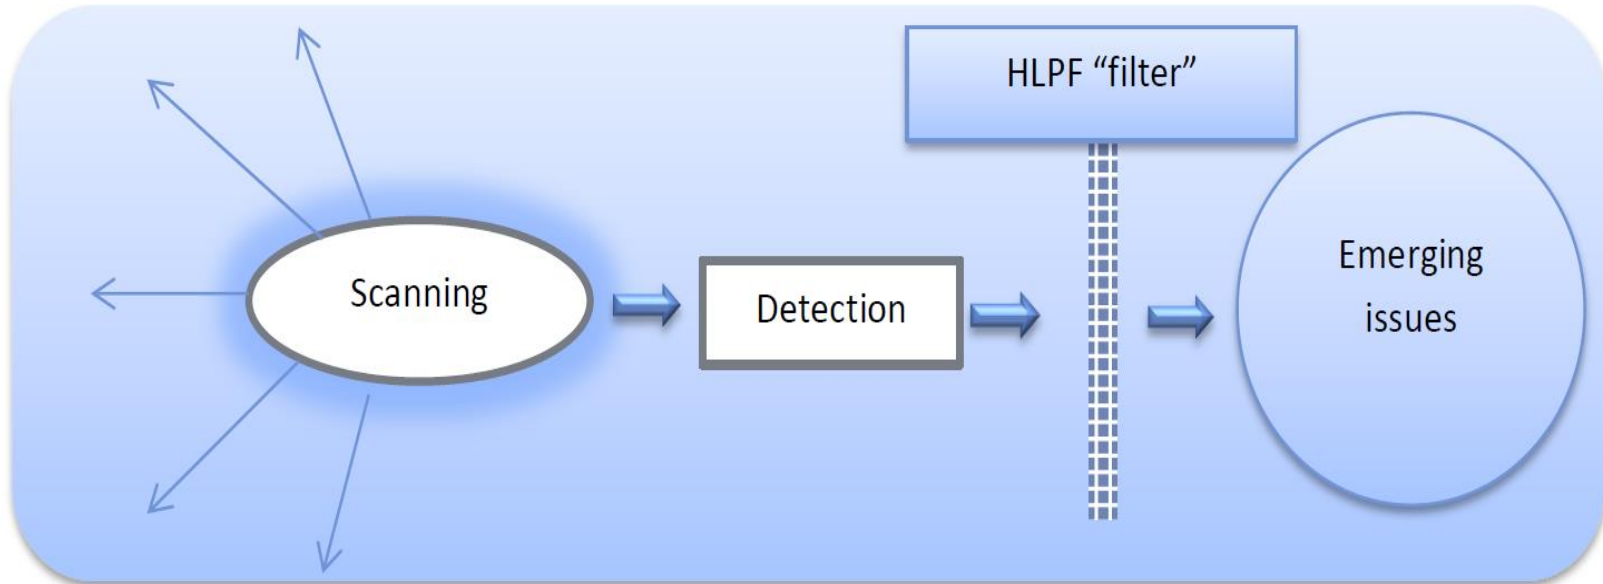 HLPF “filter”
Scanning
Detection
Emerging
issues